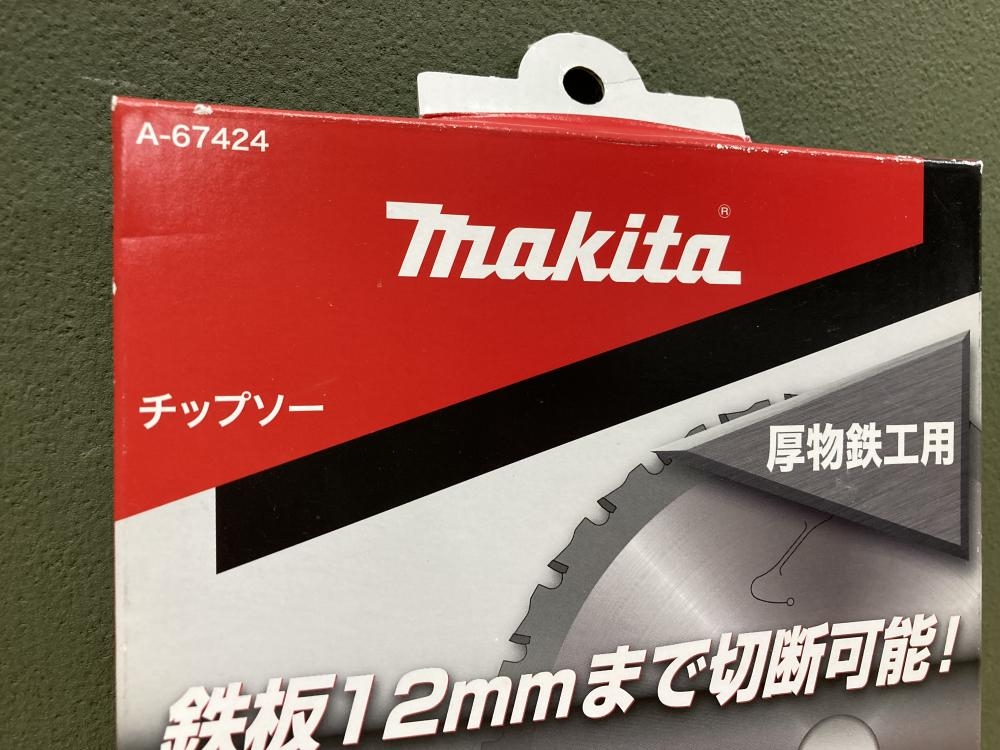 A-67424
makita®
チップソー
厚物鉄工用
鉄板12mmまで切断可能!